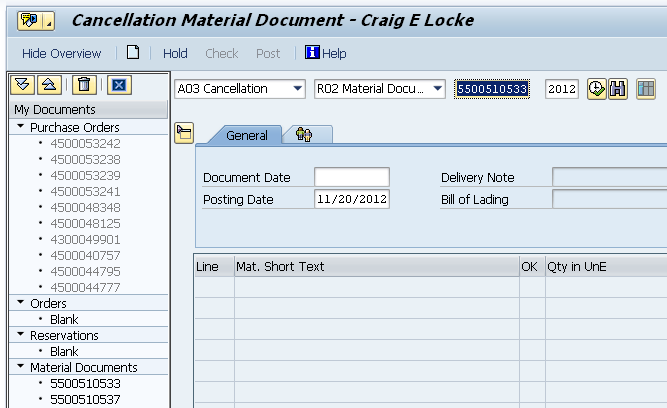 Cancellation Material Document - Craig E Locke
Hide Overview Hold Check Post Help
A03 Cancellation R02 Material Docu... 5500510533 2012
My Documents
Purchase Orders
4500053242
4500053238
4500053239
4500053241
4500048348
4500048125
4300049901
4500040757
4500044795
4500044777
Orders
Blank
Reservations
Blank
Material Documents
5500510533
5500510537
General
Document Date Delivery Note
Posting Date 11/20/2012 Bill of Lading
Line Mat. Short Text OK Qty in UnE